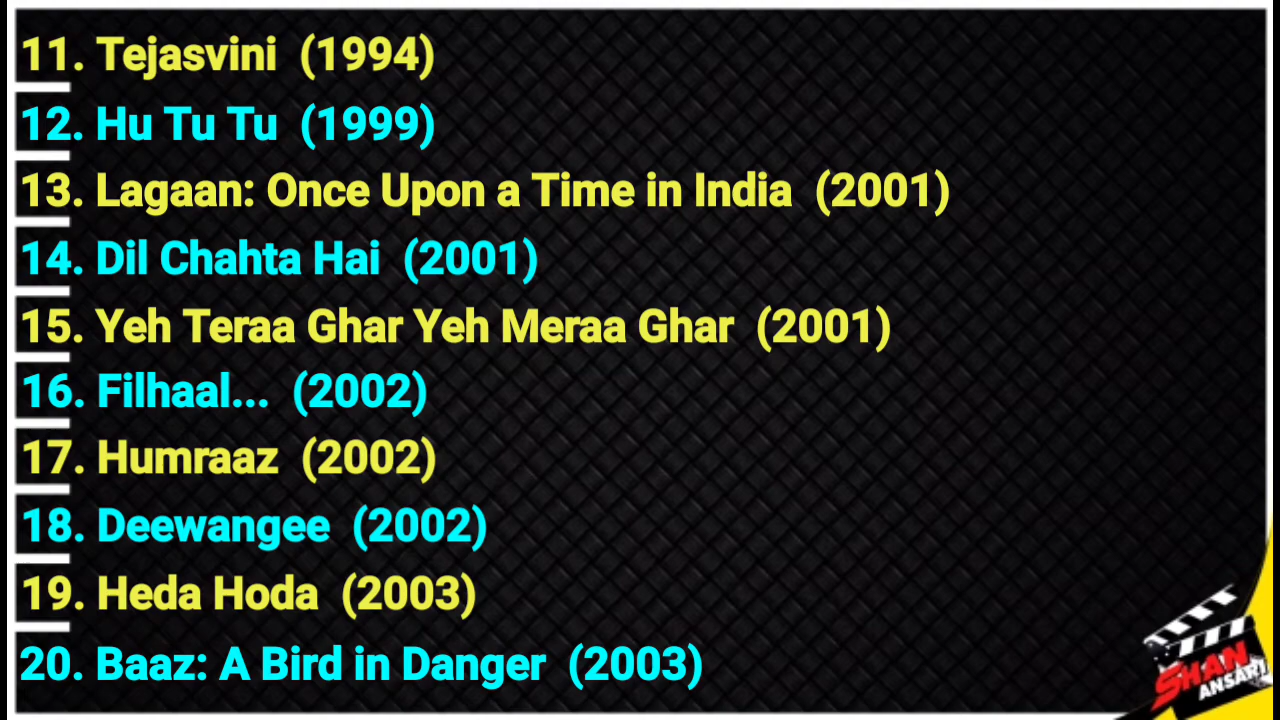 11. Tejasvini (1994)
12. Hu Tu Tu (1999)
13. Lagaan: Once Upon a Time in India (2001)
14. Dil Chahta Hai (2001)
15. Yeh Teraa Ghar Yeh Meraa Ghar (2001)
16. Filhaal... (2002)
17. Humraaz (2002)
18. Deewangee (2002)
19. Heda Hoda (2003)
20. Baaz: A Bird in Danger (2003)
SHAN
ANSARI